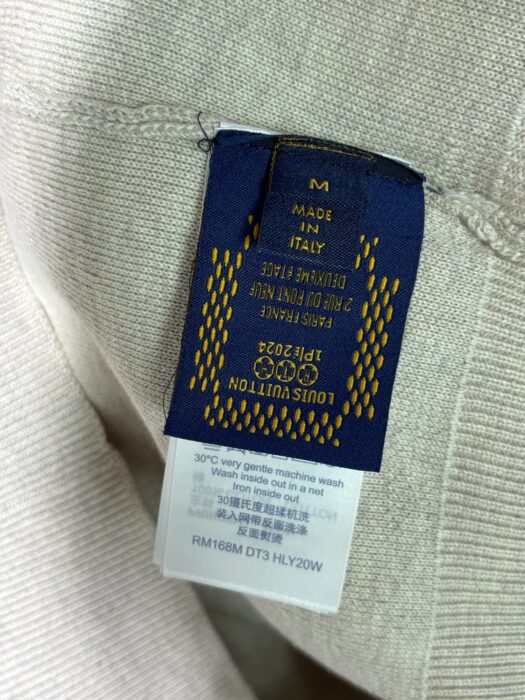 M
MADE
IN
ITALY
LOUIS VUITTON
PARIS FRANCE
2 RUE DU PONT NEUF
DEUXIÈME éTAGE
30°C very gentle machine wash
Wash inside out in a net
Iron inside out
30摄氏度超揉机洗
装入网带反面洗涤
反面熨烫
RM168M DT3 HLY20W